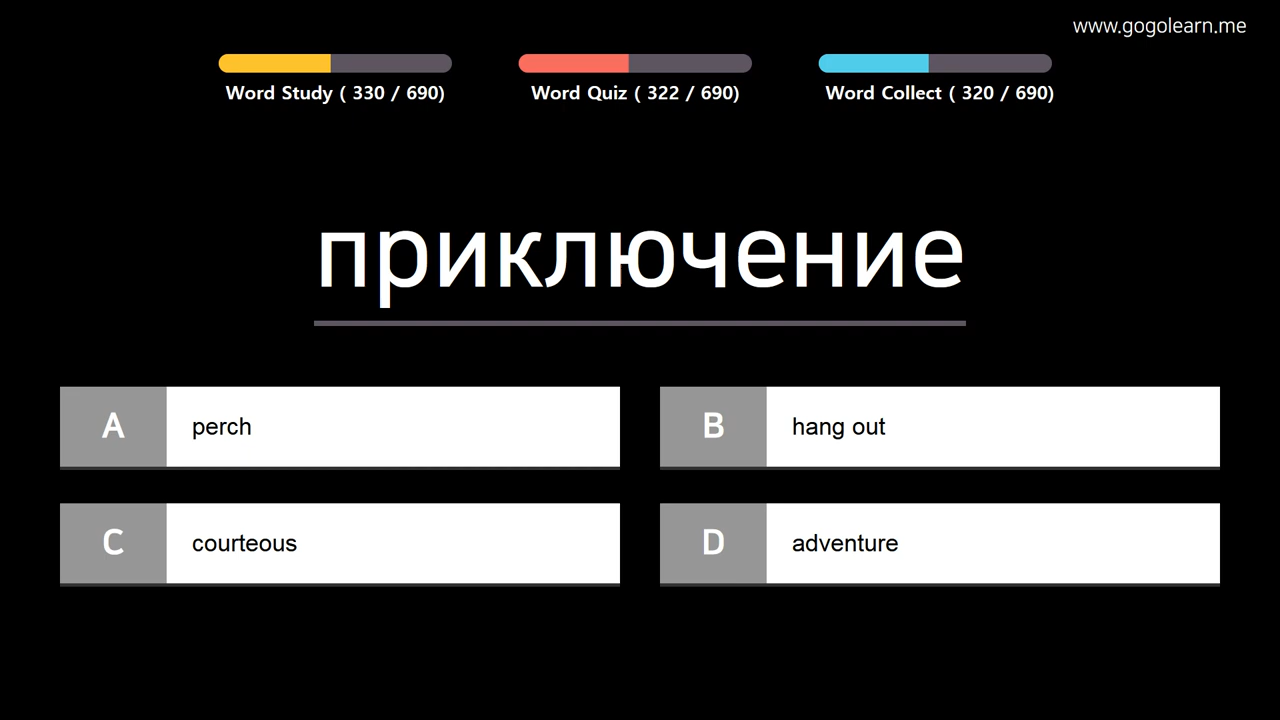 www.gogolearn.me
Word Study ( 330 / 690)
Word Quiz ( 322 / 690)
Word Collect ( 320 / 690)
приключение
A perch
B hang out
C courteous
D adventure